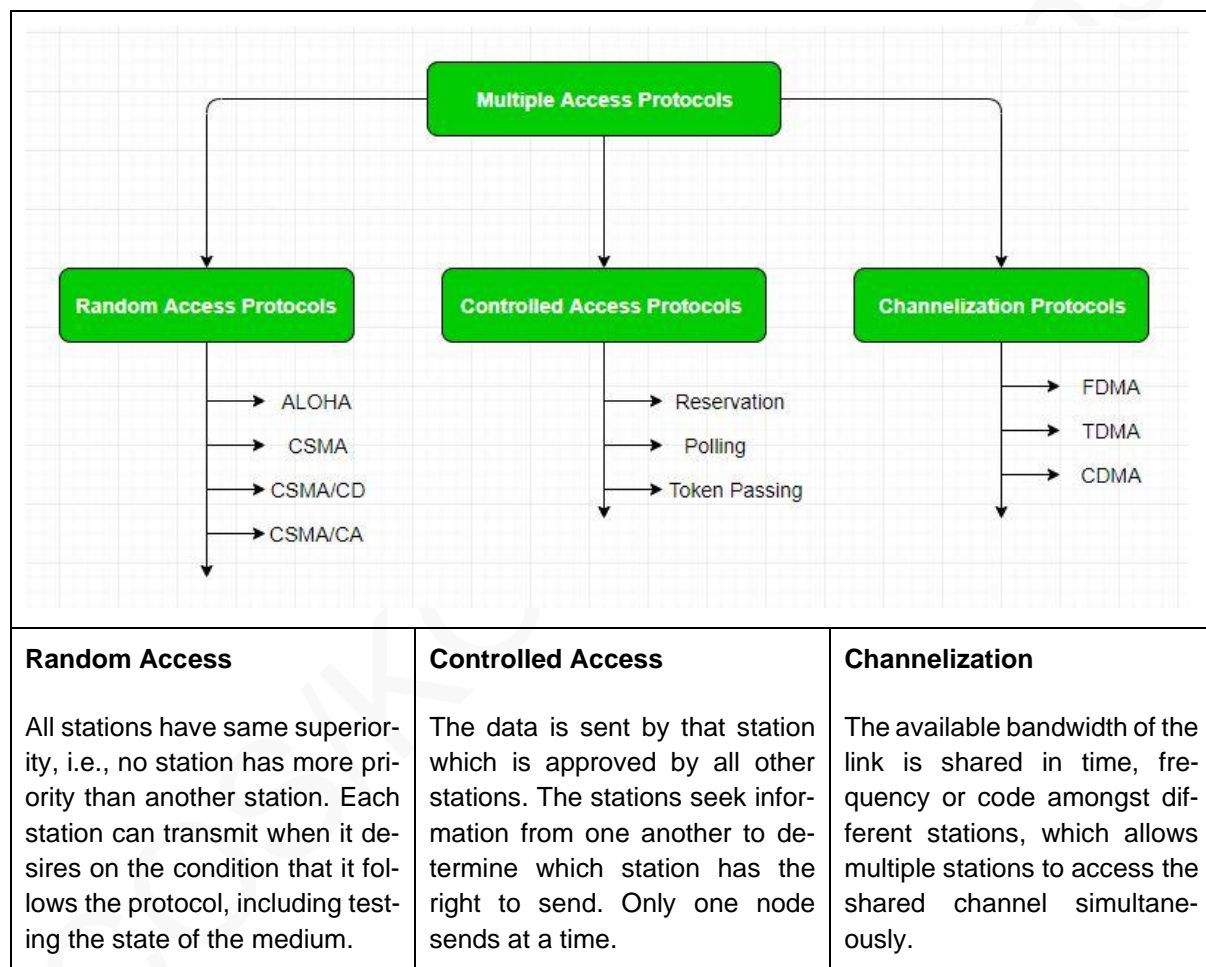 Multiple Access Protocols
Random Access Protocols
Controlled Access Protocols
Channelization Protocols
ALOHA
CSMA
CSMA/CD
CSMA/CA
Reservation
Polling
Token Passing
FDMA
TDMA
CDMA
Random Access
All stations have same superior-
ity, i.e., no station has more pri-
ority than another station. Each
station can transmit when it de-
sires on the condition that it fol-
lows the protocol, including test-
ing the state of the medium.
Controlled Access
The data is sent by that station
which is approved by all other
stations. The stations seek infor-
mation from one another to de-
termine which station has the
right to send. Only one node
sends at a time.
Channelization
The available bandwidth of the
link is shared in time, fre-
quency or code amongst dif-
ferent stations, which allows
multiple stations to access the
shared channel simultane-
ously.